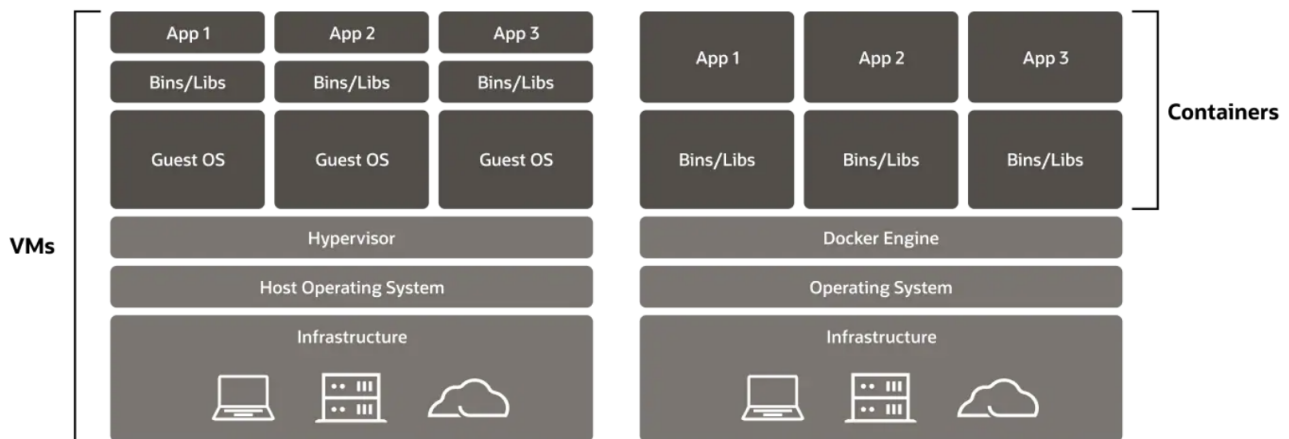 VMs
App 1
App 2
App 3
Bins/Libs
Bins/Libs
Bins/Libs
Guest OS
Guest OS
Guest OS
Hypervisor
Host Operating System
Infrastructure
App 1
App 2
App 3
Bins/Libs
Bins/Libs
Bins/Libs
Docker Engine
Operating System
Infrastructure
Containers